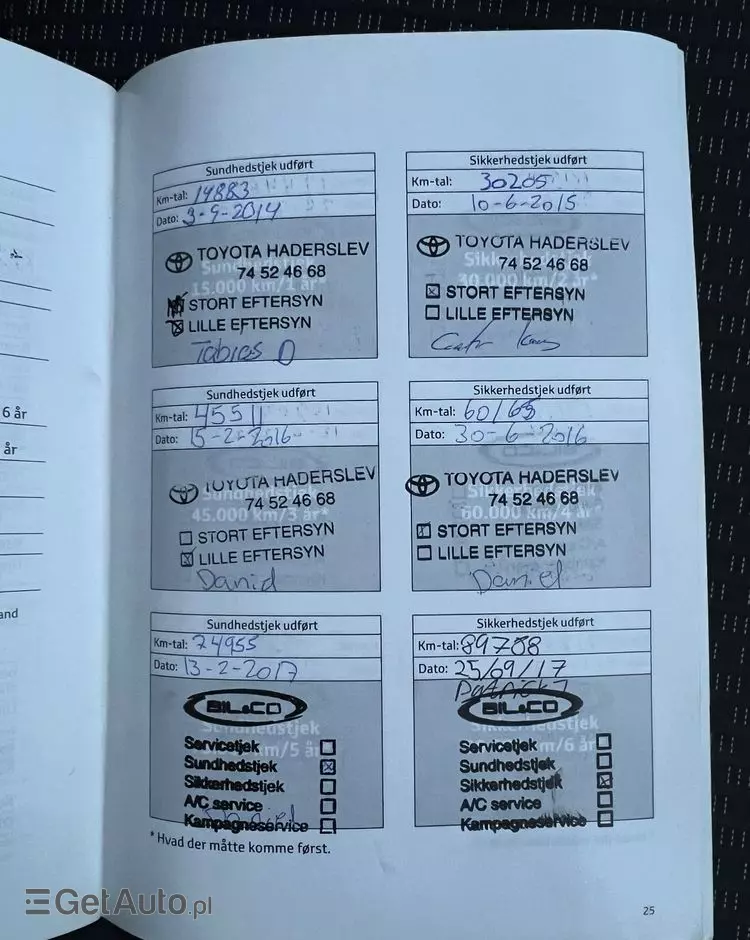 6 år
år
and
Sundhedstjek udført
Km-tal: 14883
Dato: 3-9-2014
TOYOTA HADERSLEV
74 52 46 68
15.000 km/1 år*
STORT EFTERSYN
LILLE EFTERSYN
Tobias D
Sikkerhedstjek udført
Km-tal: 30205
Dato: 10-6-2015
TOYOTA HADERSLEV
74 52 46 68
30.000 km/2 år*
STORT EFTERSYN
LILLE EFTERSYN
Sundhedstjek udført
Km-tal: 45511
Dato: 15-2-2016
TOYOTA HADERSLEV
74 52 46 68
45.000 km/3 år*
STORT EFTERSYN
LILLE EFTERSYN
Daniel
Sikkerhedstjek udført
Km-tal: 60165
Dato: 30-6-2016
TOYOTA HADERSLEV
74 52 46 68
60.000 km/4 år*
STORT EFTERSYN
LILLE EFTERSYN
Daniel
Sundhedstjek udført
Km-tal: 74955
Dato: 13-2-2017
BIL&CO
Servicetjek
km/5 år
Sundhedstjek
Sikkerhedstjek
A/C service
Kampagneservice
Sikkerhedstjek udført
Km-tal: 89788
Dato: 25/09/17
Patrick J
BIL&CO
Servicetjek
km/6 år
Sundhedstjek
Sikkerhedstjek
A/C service
Kampagneservice
* Hvad der måtte komme først.
25
GetAuto.pl